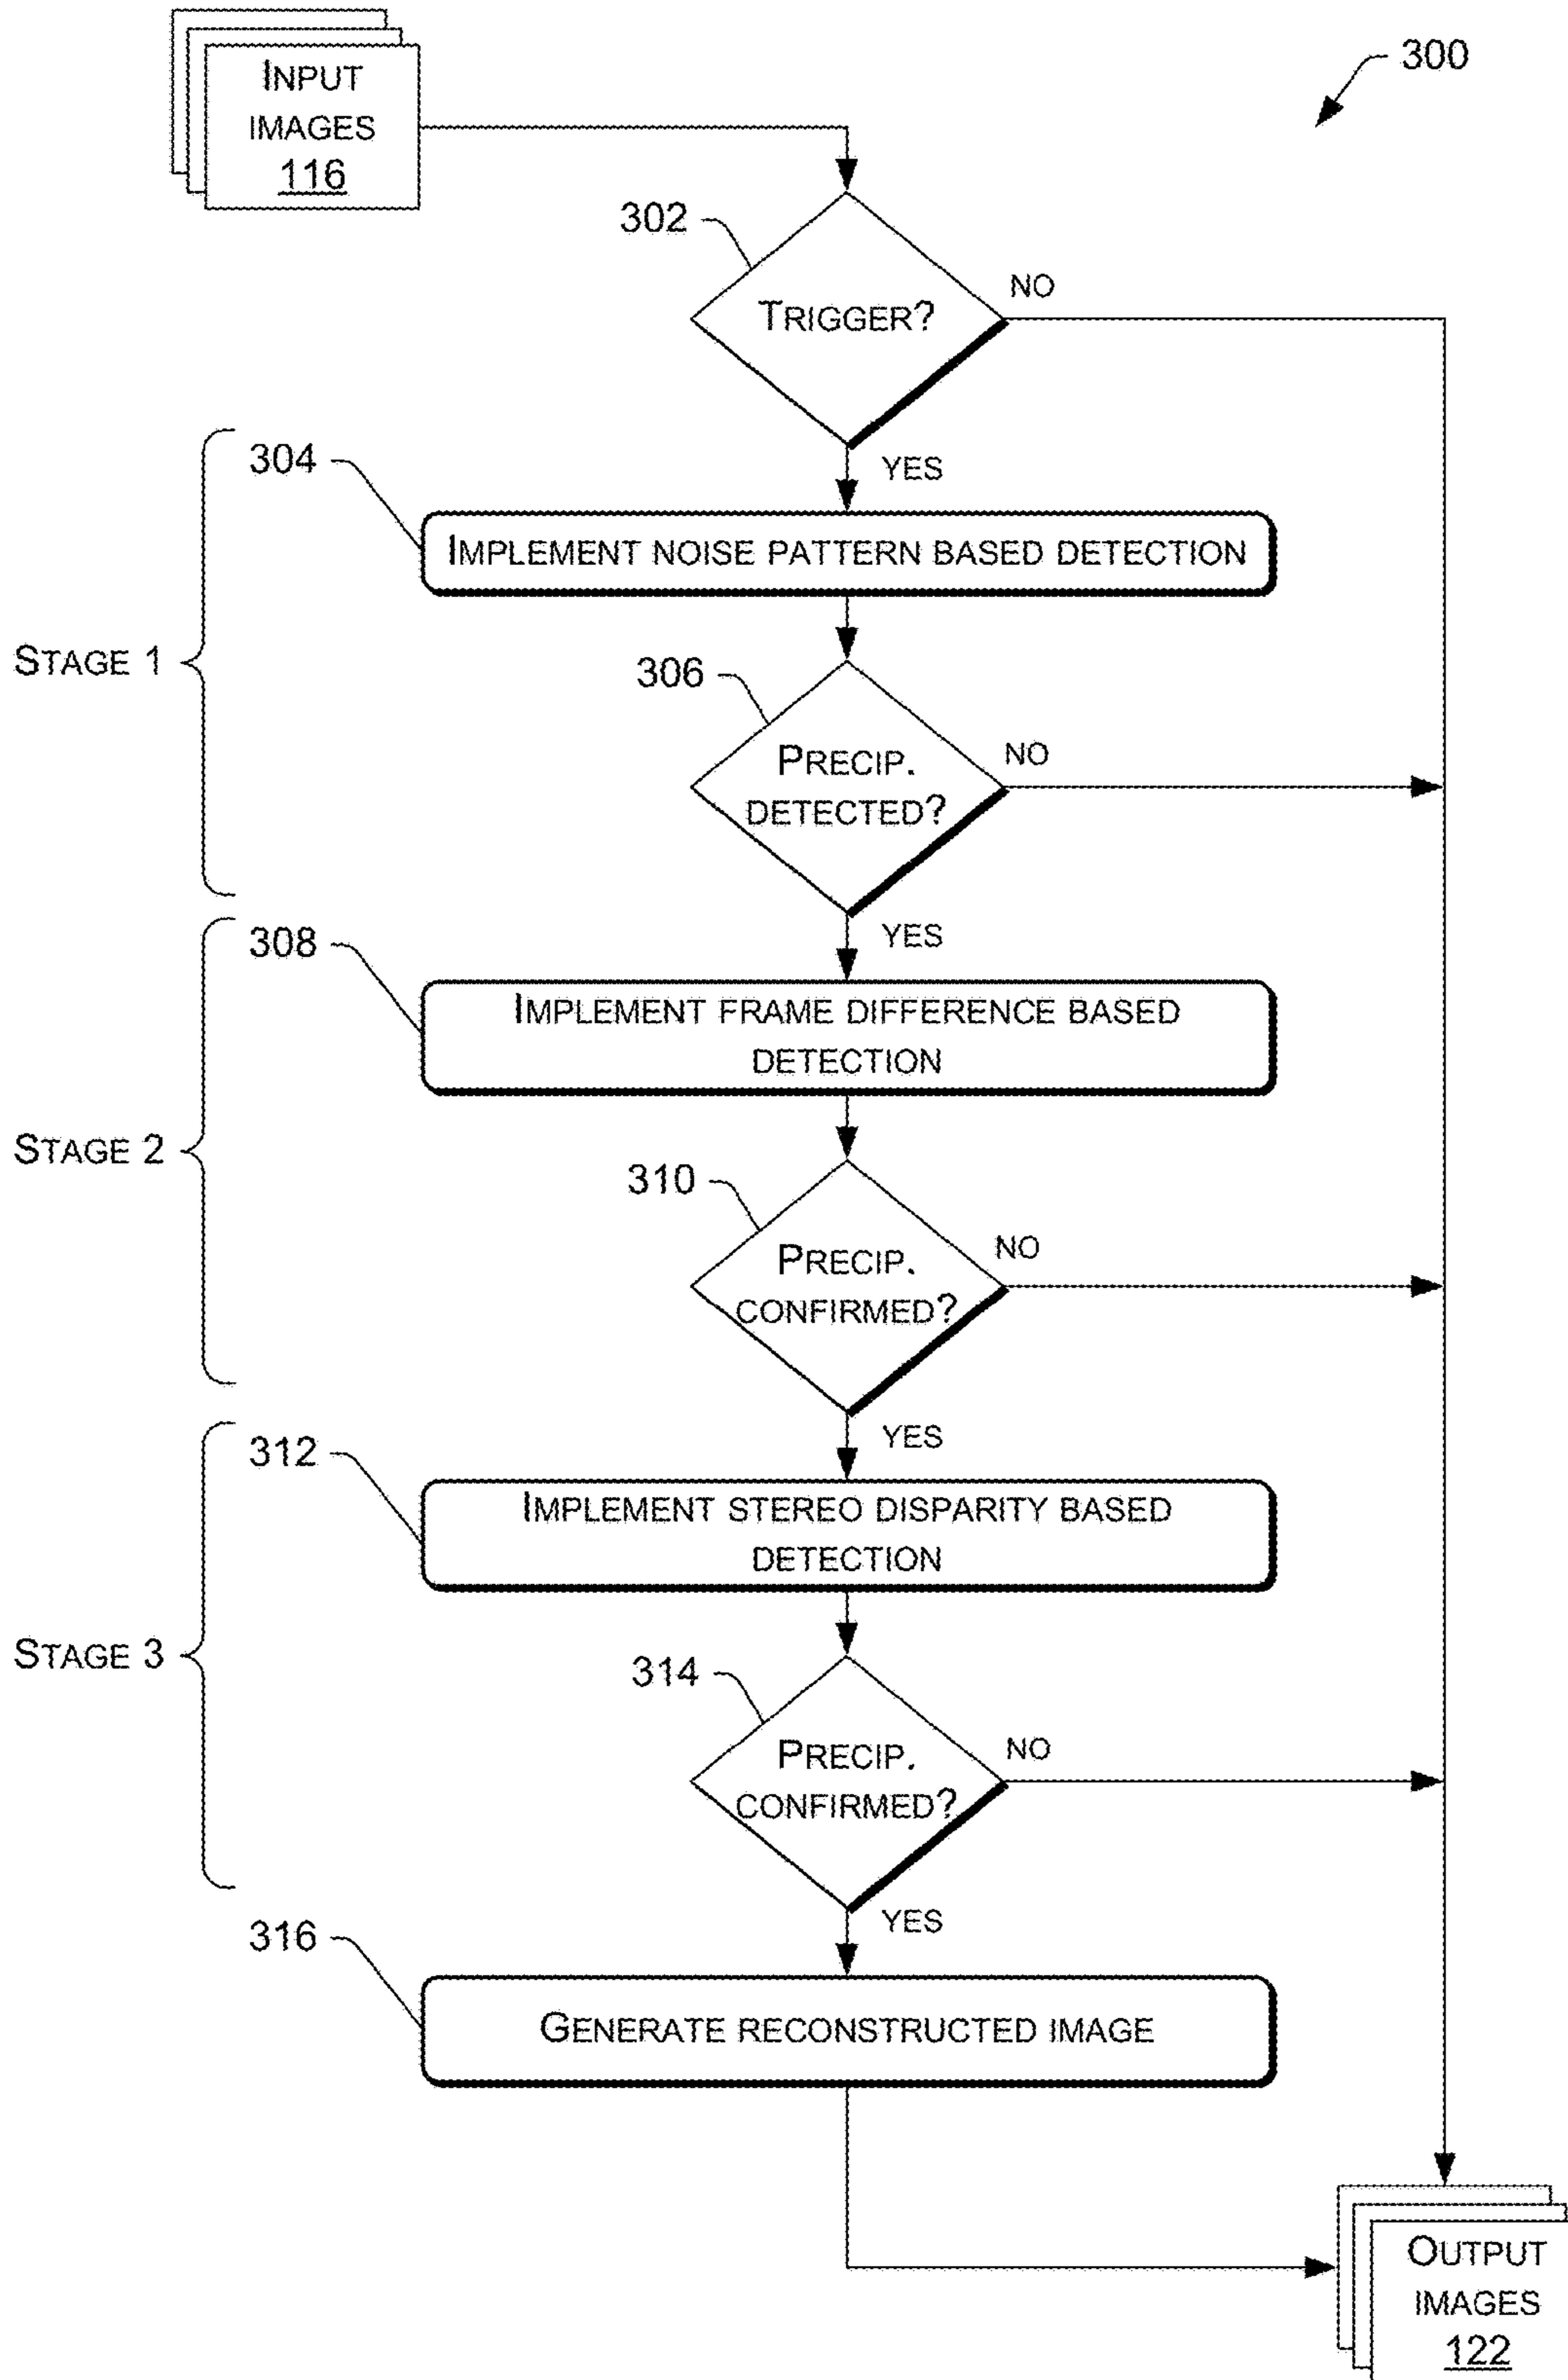 INPUT
IMAGES
116
300
302
TRIGGER?
NO
YES
STAGE 1
304
IMPLEMENT NOISE PATTERN BASED DETECTION
306
PRECIP.
DETECTED?
NO
YES
STAGE 2
308
IMPLEMENT FRAME DIFFERENCE BASED
DETECTION
310
PRECIP.
CONFIRMED?
NO
YES
STAGE 3
312
IMPLEMENT STEREO DISPARITY BASED
DETECTION
314
PRECIP.
CONFIRMED?
NO
YES
316
GENERATE RECONSTRUCTED IMAGE
OUTPUT
IMAGES
122